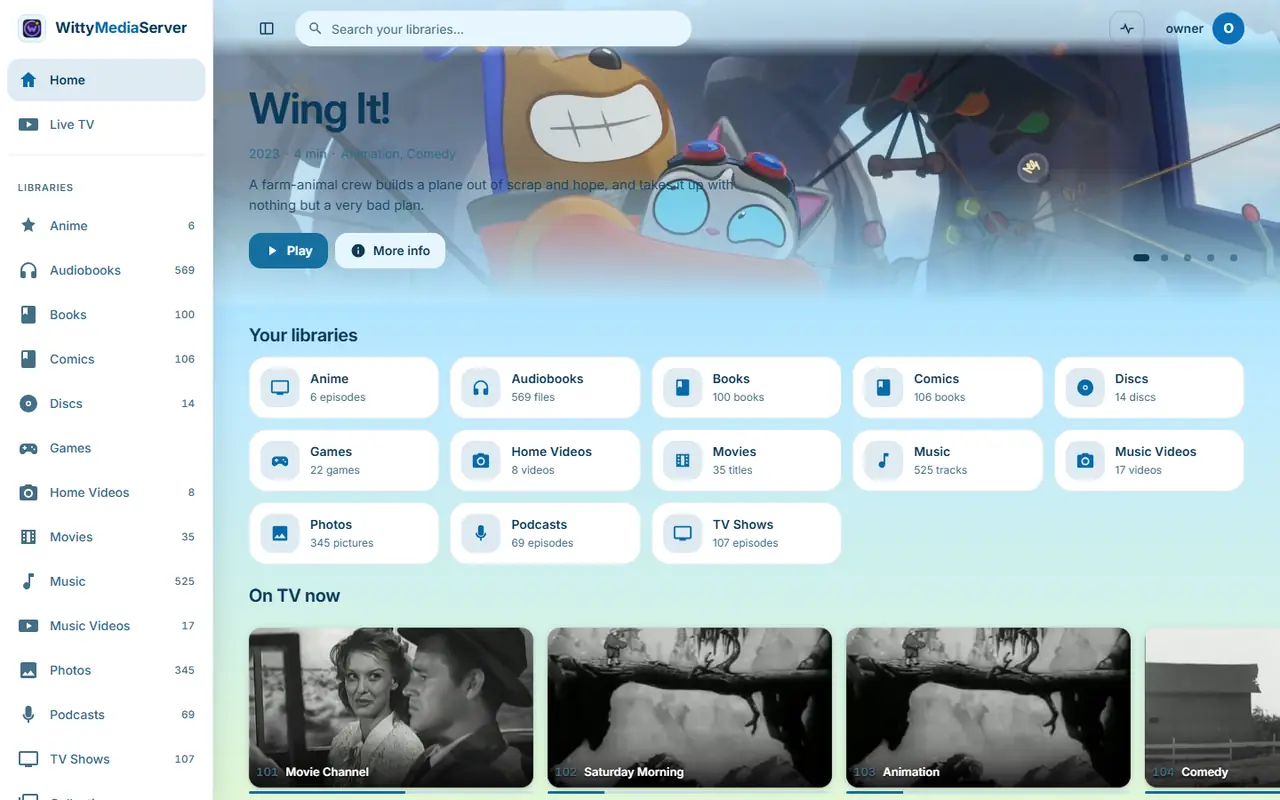 WittyMediaServer
Search your libraries...
owner
O
Home
Live TV
LIBRARIES
Anime 6
Audiobooks 569
Books 100
Comics 106
Discs 14
Games
Home Videos 8
Movies 35
Music 525
Music Videos 17
Photos 345
Podcasts 69
TV Shows 107
Wing It!
2023 · 4 min · Animation, Comedy
A farm-animal crew builds a plane out of scrap and hope, and takes it up with
nothing but a very bad plan.
Play
More info
Your libraries
Anime
6 episodes
Audiobooks
569 files
Books
100 books
Comics
106 books
Discs
14 discs
Games
22 games
Home Videos
8 videos
Movies
35 titles
Music
525 tracks
Music Videos
17 videos
Photos
345 pictures
Podcasts
69 episodes
TV Shows
107 episodes
On TV now
101 Movie Channel
102 Saturday Morning
103 Animation
104 Comedy